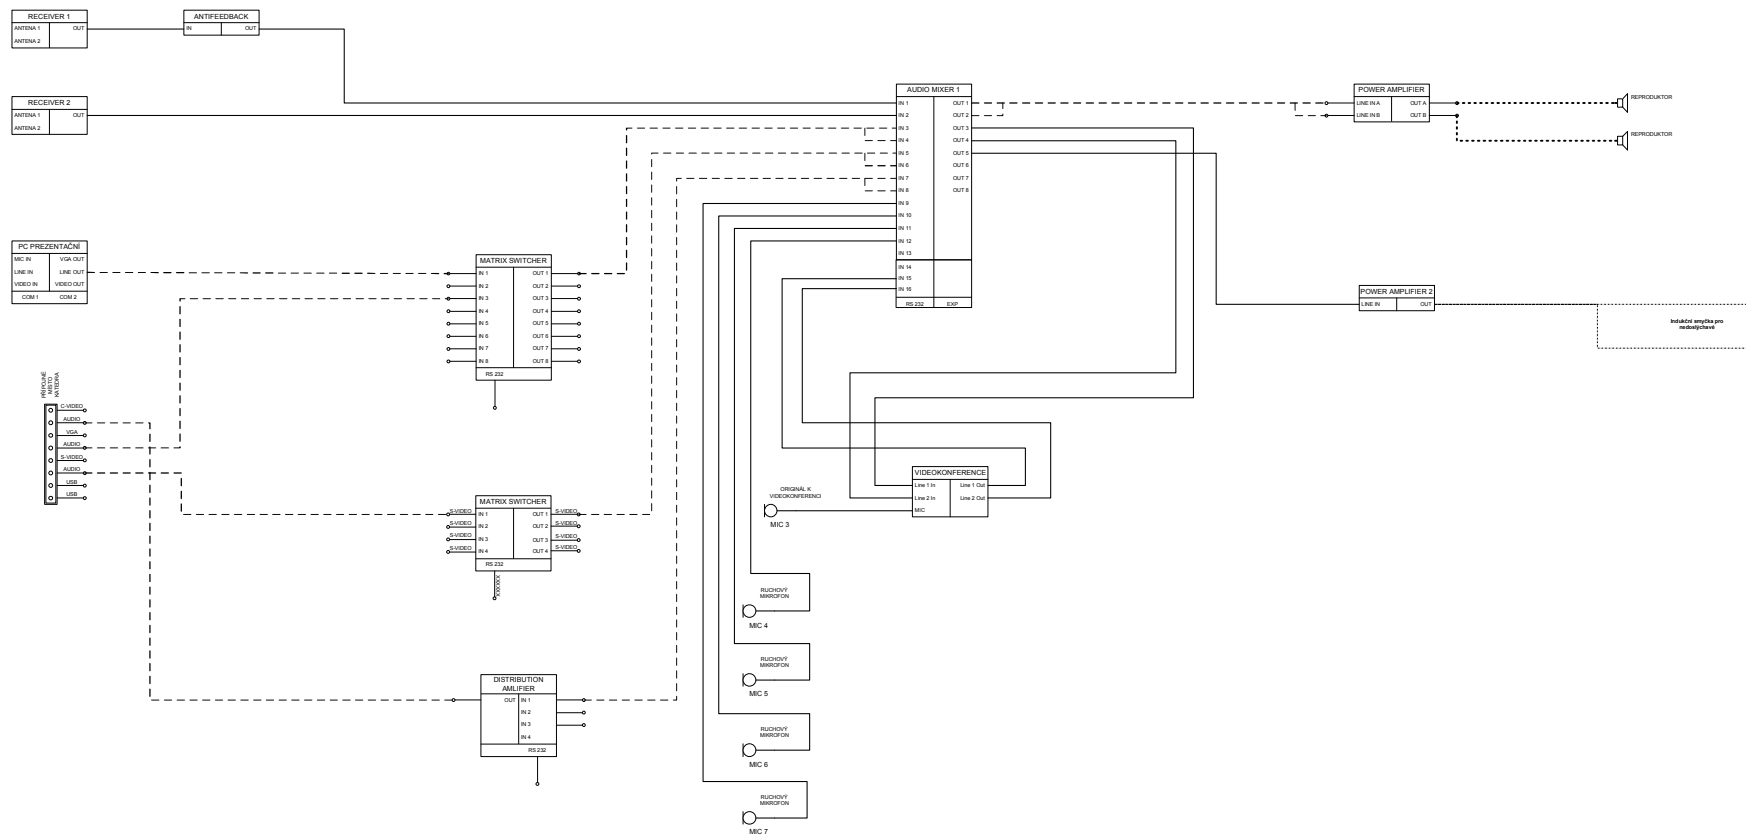 RECEIVER 1
ANTENA 1 OUT
ANTENA 2
ANTIFEEDBACK
IN OUT
RECEIVER 2
ANTENA 1 OUT
ANTENA 2
AUDIO MIXER 1
IN 1 OUT 1
IN 2 OUT 2
IN 3 OUT 3
IN 4 OUT 4
IN 5 OUT 5
IN 6 OUT 6
IN 7 OUT 7
IN 8 OUT 8
IN 9
IN 10
IN 11
IN 12
IN 13
IN 14
IN 15
IN 16
RS 232 EXP
POWER AMPLIFIER
LINE IN A OUT A
LINE IN B OUT B
REPRODUKTOR
REPRODUKTOR
PC PREZENTAČNÍ
MIC IN VGA OUT
LINE IN LINE OUT
VIDEO IN VIDEO OUT
COM 1 COM 2
MATRIX SWITCHER
IN 1 OUT 1
IN 2 OUT 2
IN 3 OUT 3
IN 4 OUT 4
IN 5 OUT 5
IN 6 OUT 6
IN 7 OUT 7
IN 8 OUT 8
RS 232
POWER AMPLIFIER 2
LINE IN OUT
Indukční smyčka pro
nedoslýchavé
PŘÍPOJNÉ
MÍSTO
KATEDRA
C-VIDEO
AUDIO
VGA
AUDIO
S-VIDEO
AUDIO
USB
USB
MATRIX SWITCHER
S-VIDEO IN 1 OUT 1 S-VIDEO
S-VIDEO IN 2 OUT 2 S-VIDEO
S-VIDEO IN 3 OUT 3 S-VIDEO
S-VIDEO IN 4 OUT 4 S-VIDEO
RS 232
XXXXXX
VIDEOKONFERENCE
Line 1 In Line 1 Out
Line 2 In Line 2 Out
MIC
ORIGINÁL K
VIDEOKONFERENCI
MIC 3
RUCHOVÝ
MIKROFON
MIC 4
RUCHOVÝ
MIKROFON
MIC 5
RUCHOVÝ
MIKROFON
MIC 6
RUCHOVÝ
MIKROFON
MIC 7
DISTRIBUTION
AMLIFIER
OUT IN 1
IN 2
IN 3
IN 4
RS 232